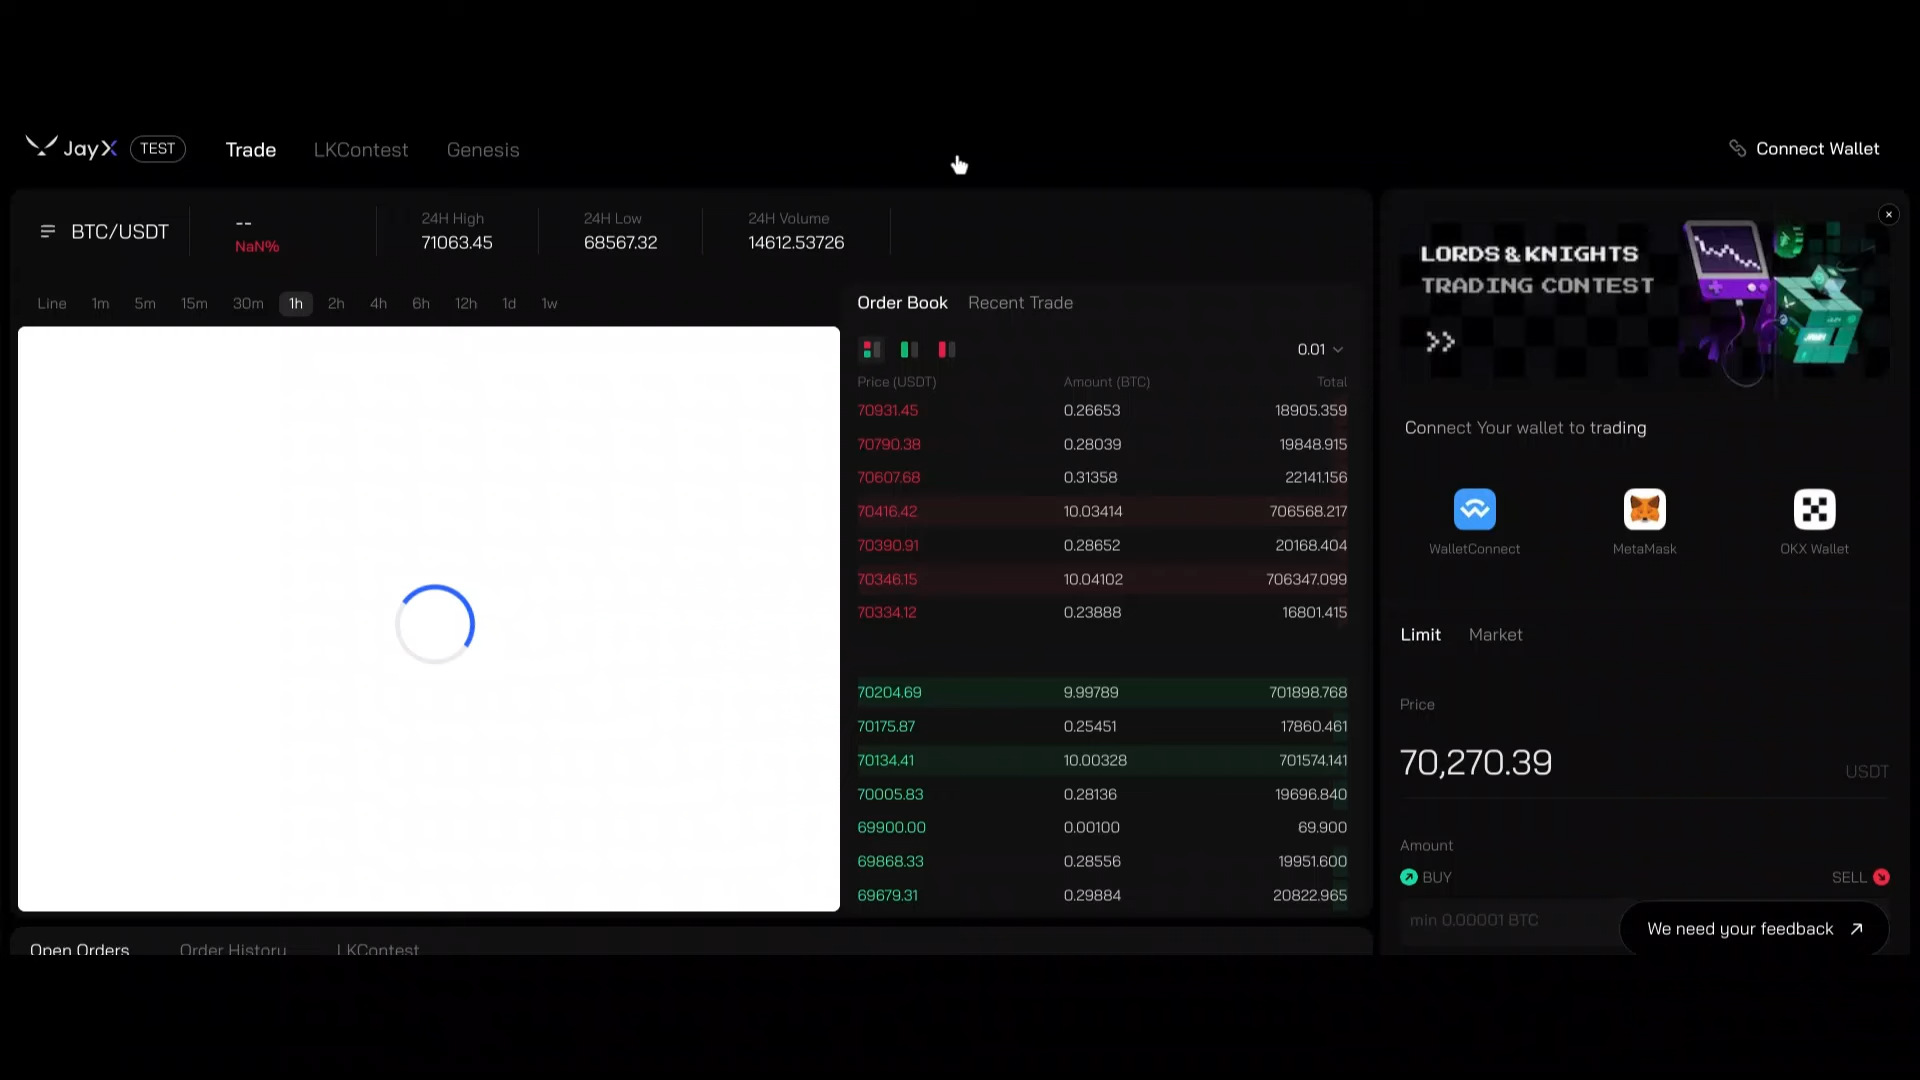 JayX TEST Trade LKContest Genesis Connect Wallet
BTC/USDT
--
NaN%
24H High
71063.45
24H Low
68567.32
24H Volume
14612.53726
Line 1m 5m 15m 30m 1h 2h 4h 6h 12h 1d 1w
Order Book Recent Trade
0.01
Price (USDT) Amount (BTC) Total
70931.45 0.26653 18905.359
70790.38 0.28039 19848.915
70607.68 0.31358 22141.156
70416.42 10.03414 706568.217
70390.91 0.28652 20168.404
70346.15 10.04102 706347.099
70334.12 0.23888 16801.415
70204.69 9.99789 701898.768
70175.87 0.25451 17860.461
70134.41 10.00328 701574.141
70005.83 0.28136 19696.840
69900.00 0.00100 69.900
69868.33 0.28556 19951.600
69679.31 0.29884 20822.965
LORDS & KNIGHTS
TRADING CONTEST
Connect Your wallet to trading
WalletConnect MetaMask OKX Wallet
Limit Market
Price
70,270.39 USDT
Amount
BUY SELL
min 0.00001 BTC
We need your feedback
Open Orders Order History LKContest